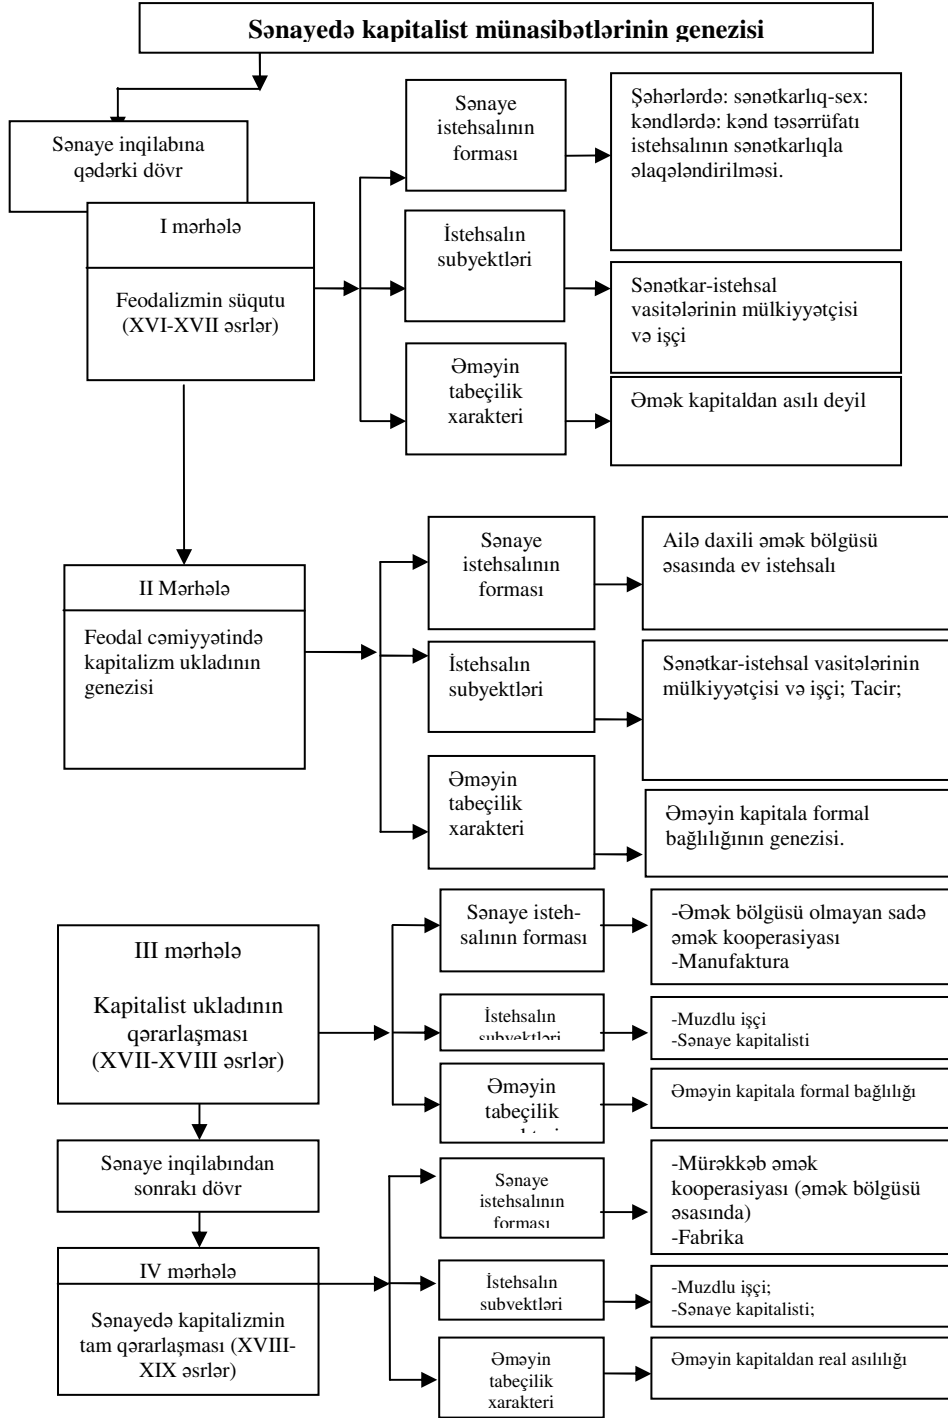 Sənayedə kapitalist münasibətlərinin genezisi
Sənaye inqilabına
qədərki dövr
I mərhələ
Feodalizmin süqutu
(XVI-XVII əsrlər)
Sənaye
istehsalının
forması
Şəhərlərdə: sənətkarlıq-sex:
kəndlərdə: kənd təsərrüfatı
istehsalının sənətkarlıqla
əlaqələndirilməsi.
İstehsalın
subyektləri
Sənətkar-istehsal
vasitələrinin mülkiyyətçisi
və işçi
Əməyin
tabeçilik
xarakteri
Əmək kapitaldan asılı deyil
II Mərhələ
Feodal cəmiyyətində
kapitalizm ukladının
genezisi
Sənaye
istehsalının
forması
Ailə daxili əmək bölgüsü
əsasında ev istehsalı
İstehsalın
subyektləri
Sənətkar-istehsal vasitələrinin
mülkiyyətçisi və işçi; Tacir;
Əməyin
tabeçilik
xarakteri
Əməyin kapitala formal
bağlılığının genezisi.
III mərhələ
Kapitalist ukladının
qərarlaşması
(XVII-XVIII əsrlər)
Sənaye isteh-
salının forması
-Əmək bölgüsü olmayan sadə
əmək kooperasiyası
-Manufaktura
İstehsalın
subyektləri
-Muzdlu işçi
-Sənaye kapitalisti
Əməyin
tabeçilik
Əməyin kapitala formal bağlılığı
Sənaye inqilabından
sonrakı dövr
IV mərhələ
Sənayedə kapitalizmin
tam qərarlaşması (XVIII-
XIX əsrlər)
Sənaye
istehsalının
forması
-Mürəkkəb əmək
kooperasiyası (əmək bölgüsü
əsasında)
-Fabrika
İstehsalın
subyektləri
-Muzdlu işçi;
-Sənaye kapitalisti;
Əməyin
tabeçilik
xarakteri
Əməyin kapitaldan real asılılığı